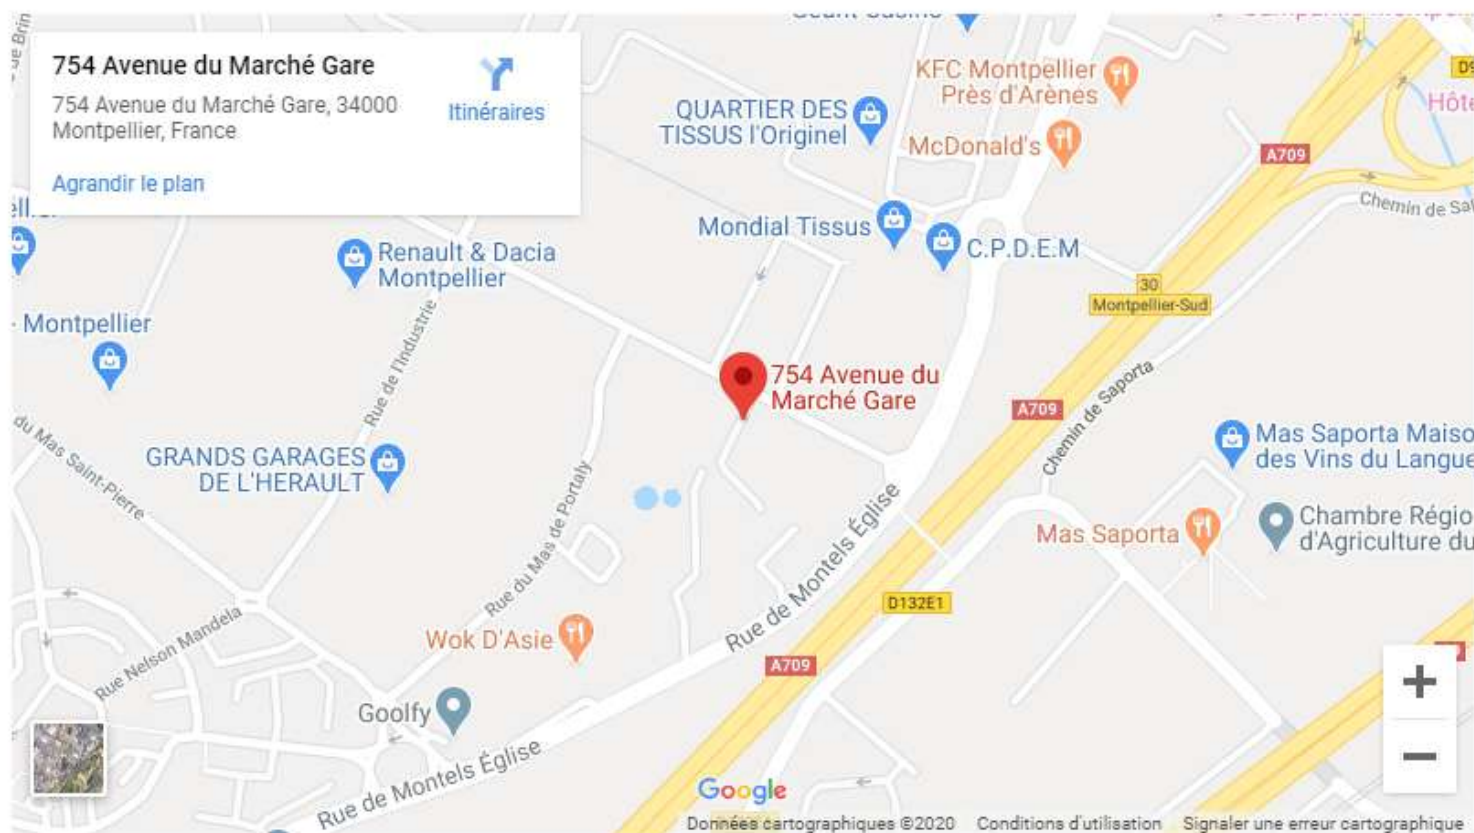 754 Avenue du Marché Gare
754 Avenue du Marché Gare, 34000
Montpellier, France
Itinéraires
Agrandir le plan
KFC Montpellier
Près d'Arènes
QUARTIER DES
TISSUS l'Originel
McDonald's
A709
Hôte
Chemin de Sa
Mondial Tissus
C.P.D.E.M
Renault & Dacia
Montpellier
30
Montpellier-Sud
- Montpellier
Rue de l'Industrie
754 Avenue du
Marché Gare
A709
Chemin de Saporta
du Mas Saint-Pierre
GRANDS GARAGES
DE L'HERAULT
Mas Saporta Maiso
des Vins du Langue
Chambre Régio
d'Agriculture du
Mas Saporta
Rue du Mas de Portaly
Rue de Montels Église
D132E1
Rue Nelson Mandela
Wok D'Asie
A709
Goolfy
Rue de Montels Église
+
−
Google
Données cartographiques ©2020 Conditions d'utilisation Signaler une erreur cartographique